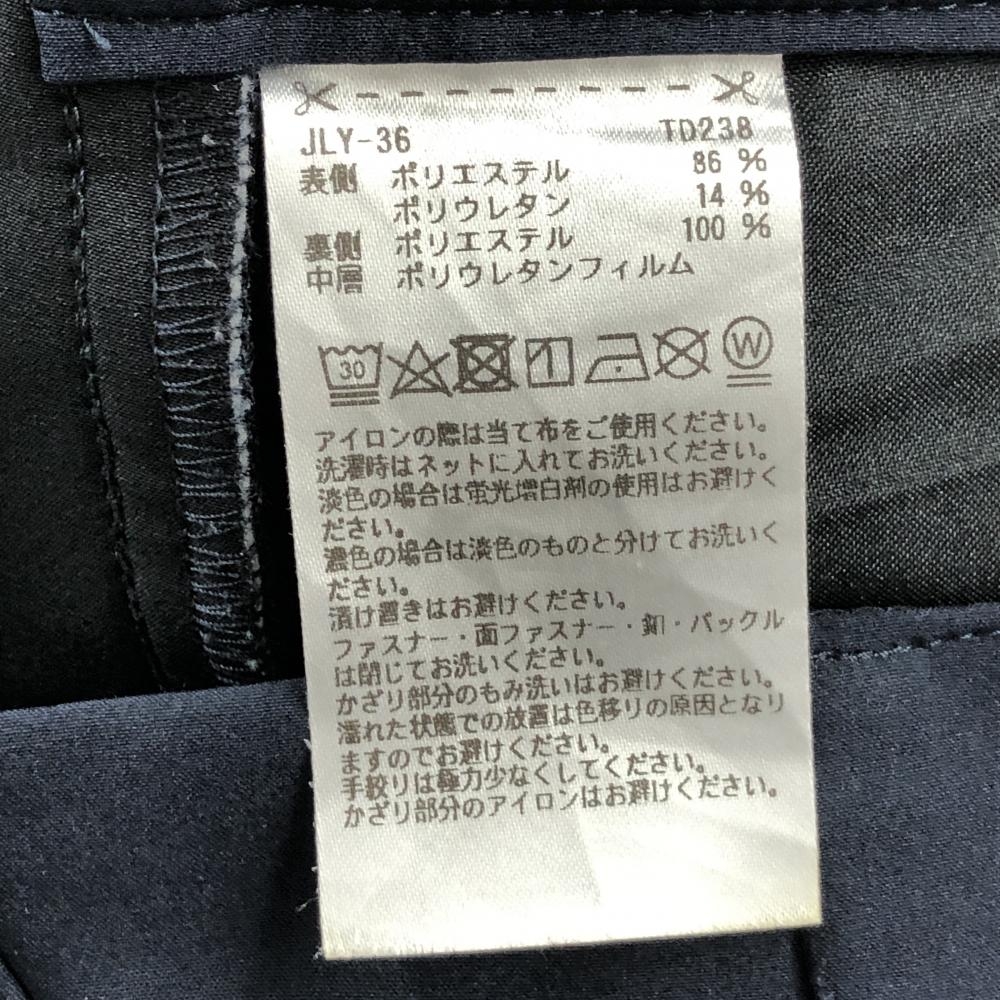 JLY-36 TD238
表側 ポリエステル 86 %
ポリウレタン 14 %
裏側 ポリエステル 100 %
中層 ポリウレタンフィルム
30 W
アイロンの際は当て布をご使用ください。
洗濯時はネットに入れてお洗いください。
淡色の場合は蛍光増白剤の使用はお避けく
ださい。
濃色の場合は淡色のものと分けてお洗いく
ださい。
漬け置きはお避けください。
ファスナー・面ファスナー・釦・バックル
は閉じてお洗いください。
かざり部分のもみ洗いはお避けください。
濡れた状態での放置は色移りの原因となり
ますのでお避けください。
手絞りは極力少なくしてください。
かざり部分のアイロンはお避けください。